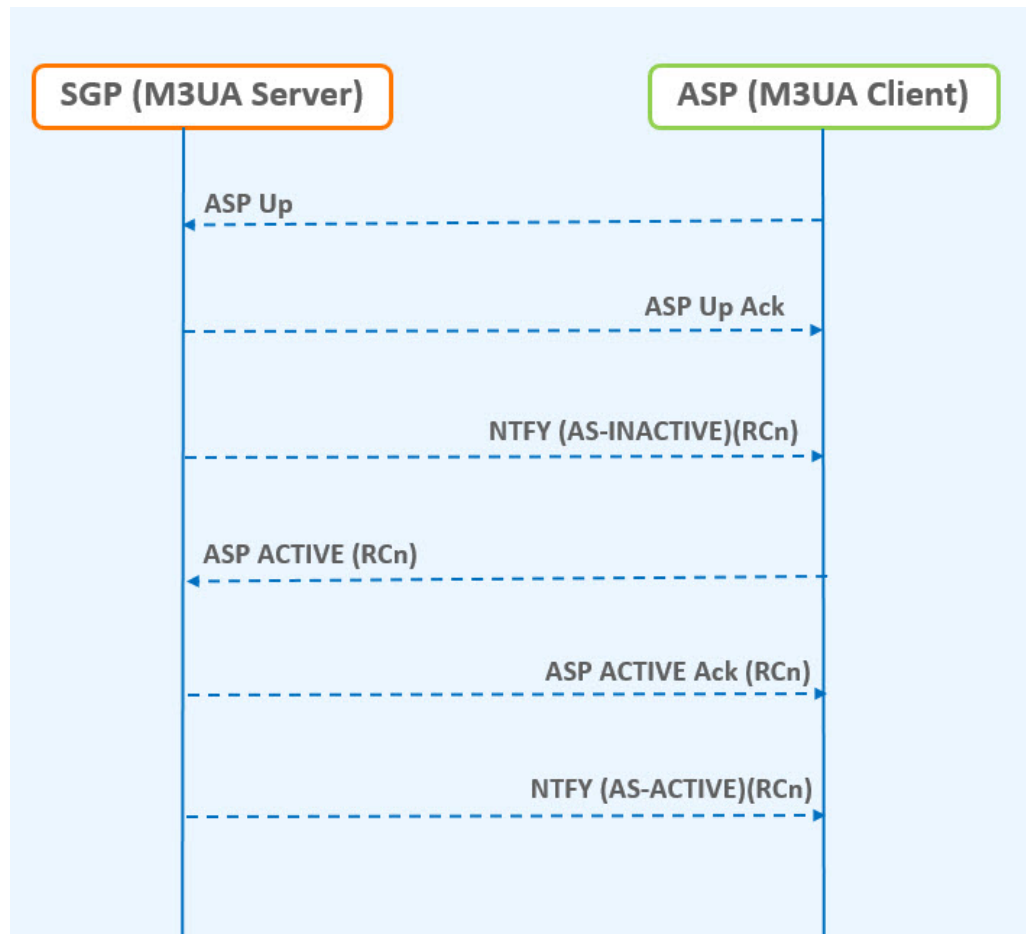 SGP (M3UA Server)
ASP (M3UA Client)
ASP Up
ASP Up Ack
NTFY (AS-INACTIVE)(RCn)
ASP ACTIVE (RCn)
ASP ACTIVE Ack (RCn)
NTFY (AS-ACTIVE)(RCn)